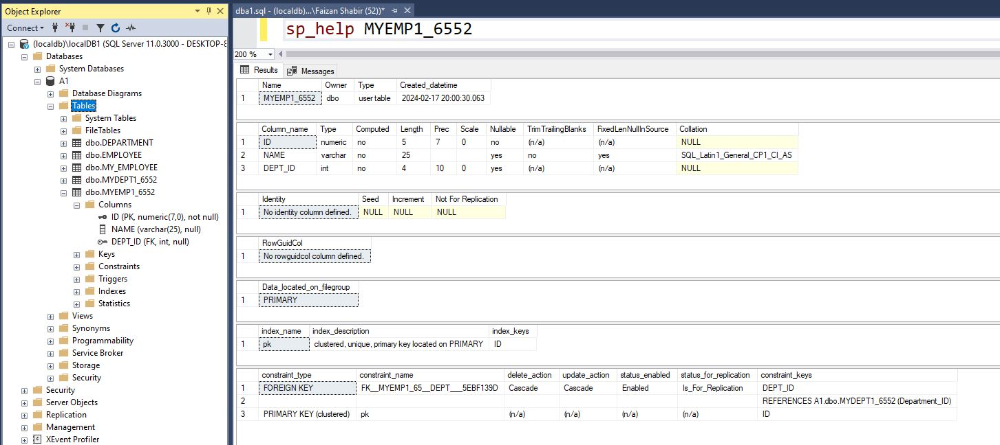 Object Explorer
Connect
(localdb)\localDB1 (SQL Server 11.0.3000 - DESKTOP-8
Databases
System Databases
A1
Database Diagrams
Tables
System Tables
FileTables
dbo.DEPARTMENT
dbo.EMPLOYEE
dbo.MY_EMPLOYEE
dbo.MYDEPT1_6552
dbo.MYEMP1_6552
Columns
ID (PK, numeric(7,0), not null)
NAME (varchar(25), null)
DEPT_ID (FK, int, null)
Keys
Constraints
Triggers
Indexes
Statistics
Views
Synonyms
Programmability
Service Broker
Storage
Security
Security
Server Objects
Replication
Management
XEvent Profiler
dba1.sql - (localdb)...\Faizan Shabir (52))*
sp_help MYEMP1_6552
200 %
Results Messages
Name Owner Type Created_datetime
1 MYEMP1_6552 dbo user table 2024-02-17 20:00:30.063
Column_name Type Computed Length Prec Scale Nullable TrimTrailingBlanks FixedLenNullInSource Collation
1 ID numeric no 5 7 0 no (n/a) (n/a) NULL
2 NAME varchar no 25 yes no yes SQL_Latin1_General_CP1_CI_AS
3 DEPT_ID int no 4 10 0 yes (n/a) (n/a) NULL
Identity Seed Increment Not For Replication
1 No identity column defined. NULL NULL NULL
RowGuidCol
1 No rowguidcol column defined.
Data_located_on_filegroup
1 PRIMARY
index_name index_description index_keys
1 pk clustered, unique, primary key located on PRIMARY ID
constraint_type constraint_name delete_action update_action status_enabled status_for_replication constraint_keys
1 FOREIGN KEY FK__MYEMP1_65__DEPT___5EBF139D Cascade Cascade Enabled Is_For_Replication DEPT_ID
2 REFERENCES A1.dbo.MYDEPT1_6552 (Department_ID)
3 PRIMARY KEY (clustered) pk (n/a) (n/a) (n/a) (n/a) ID